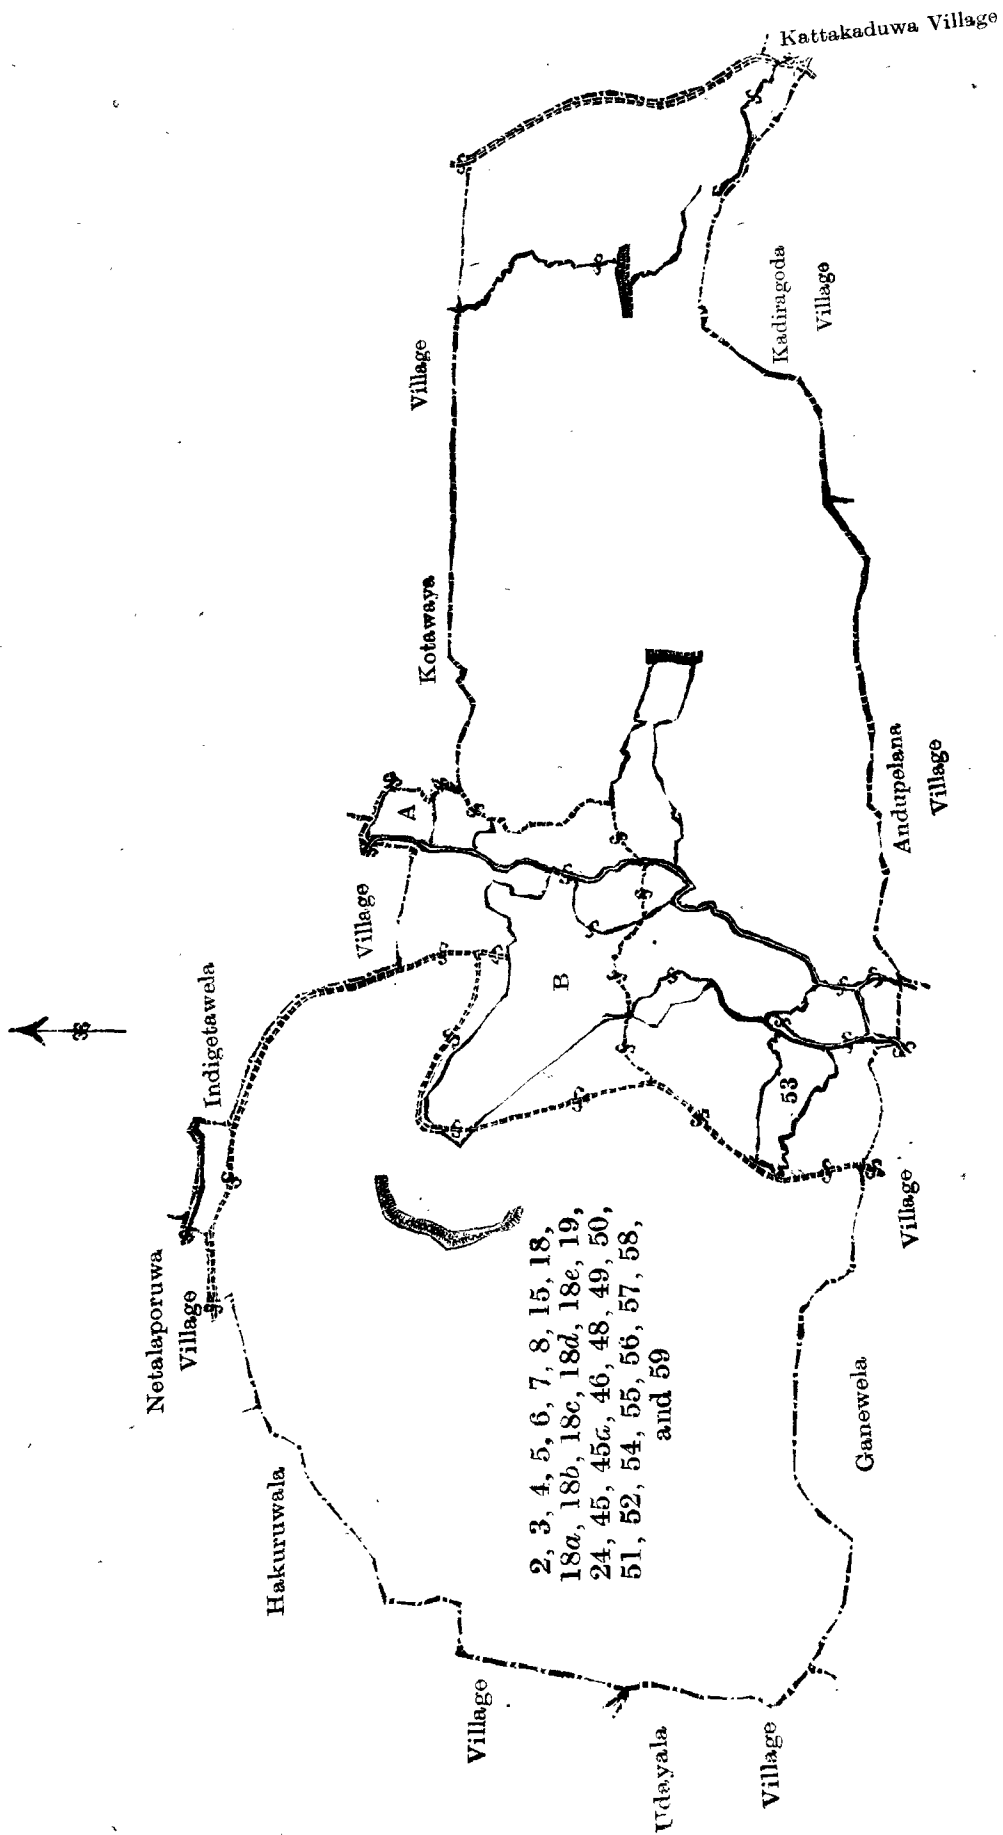 Kattakaduwa Village
Kadiragoda
Village
Village
Kotawaya
A
Village
Indigetawela
Netalaporuwa
Village
Hakuruwala
Village
Udayala
Village
Ganewela
Village
Andupelana
Village
B
53
2, 3, 4, 5, 6, 7, 8, 15, 18,
18a, 18b, 18c, 18d, 18e, 19,
24, 45, 45a, 46, 48, 49, 50,
51, 52, 54, 55, 56, 57, 58,
and 59